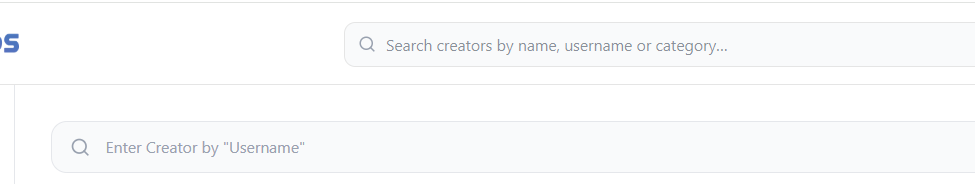 Search creators by name, username or category...
Enter Creator by "Username"